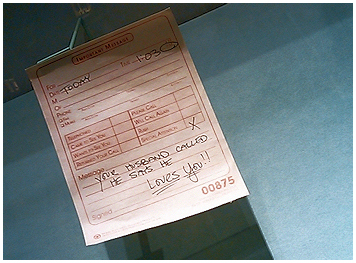 IMPORTANT MESSAGE
FOR
DATE TODAY TIME 1:03
M
OF
PHONE
TELEPHONED PLEASE CALL
CAME TO SEE YOU WILL CALL AGAIN
WANTS TO SEE YOU RUSH
RETURNED YOUR CALL SPECIAL ATTENTION X
Message
YOUR HUSBAND CALLED
HE SAYS HE
LOVES YOU!!
Signed
00875